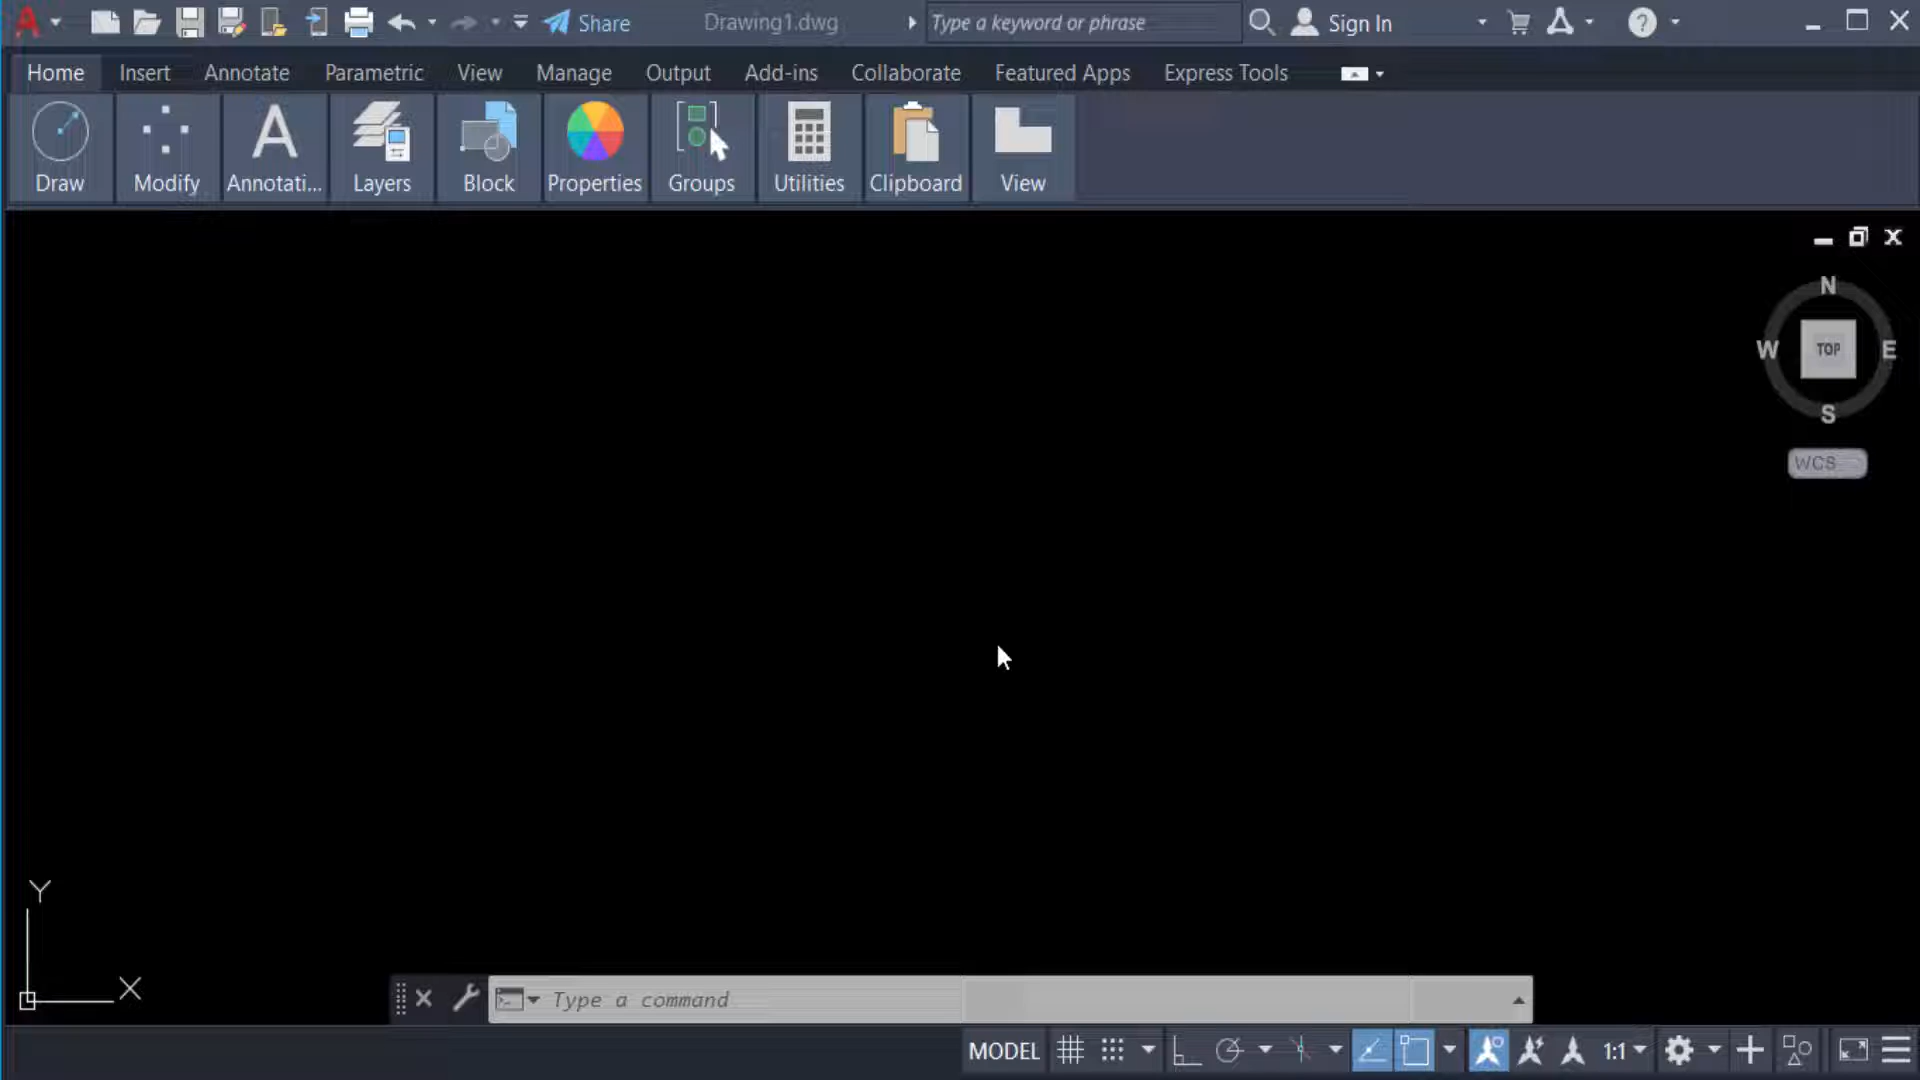 Share Drawing1.dwg Type a keyword or phrase Sign In
Home Insert Annotate Parametric View Manage Output Add-ins Collaborate Featured Apps Express Tools
Draw Modify Annotati... Layers Block Properties Groups Utilities Clipboard View
N
W TOP E
S
WCS
Y
X
Type a command
MODEL 1:1